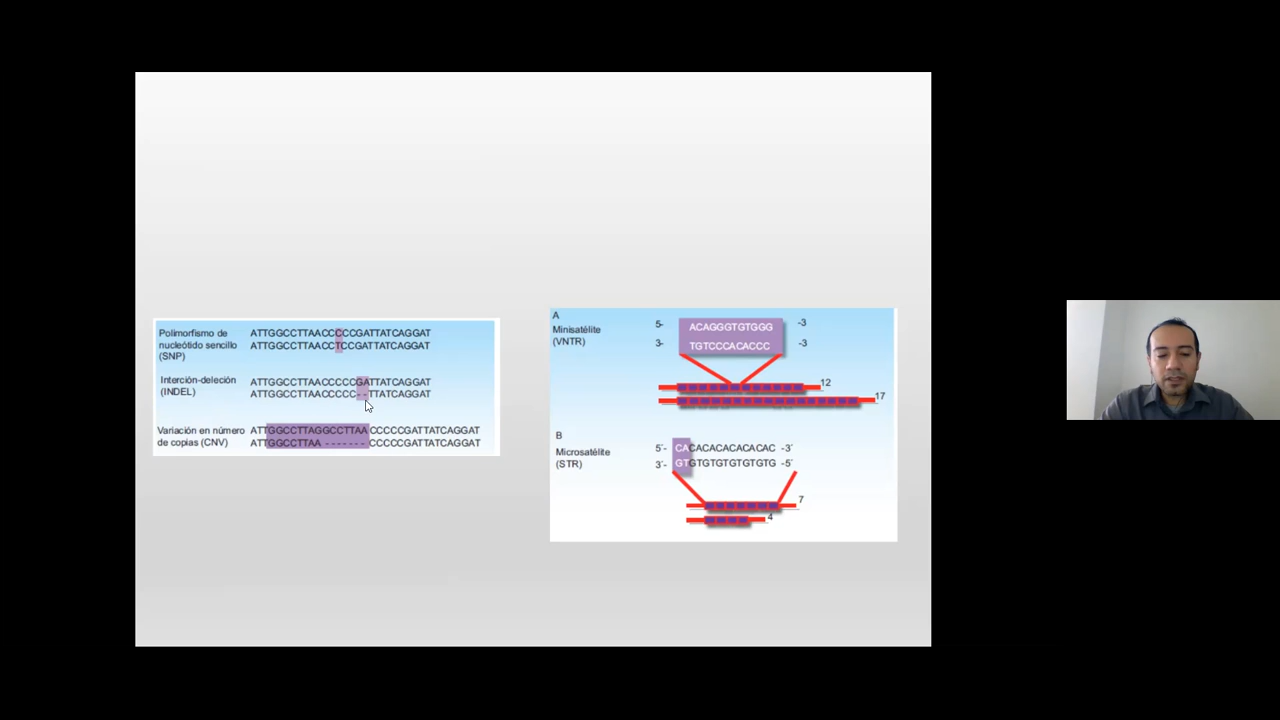 Polimorfismo de
nucleótido sencillo
(SNP)
ATTGGCCTTAACCCCCGATTATCAGGAT
ATTGGCCTTAACCTCCGATTATCAGGAT
Interción-deleción
(INDEL)
ATTGGCCTTAACCCCCGATTATCAGGAT
ATTGGCCTTAACCCCC--TTATCAGGAT
Variación en número
de copias (CNV)
ATTGGCCTTAGGCCTTAACCCCCGATTATCAGGAT
ATTGGCCTTAA-------CCCCCGATTATCAGGAT
A
Minisatélite
(VNTR)
5- ACAGGGTGTGGG -3
3- TGTCCCACACCC -3
12
17
B
Microsatélite
(STR)
5´- CACACACACACACAC -3´
3´- GTGTGTGTGTGTGTG -5´
7
4